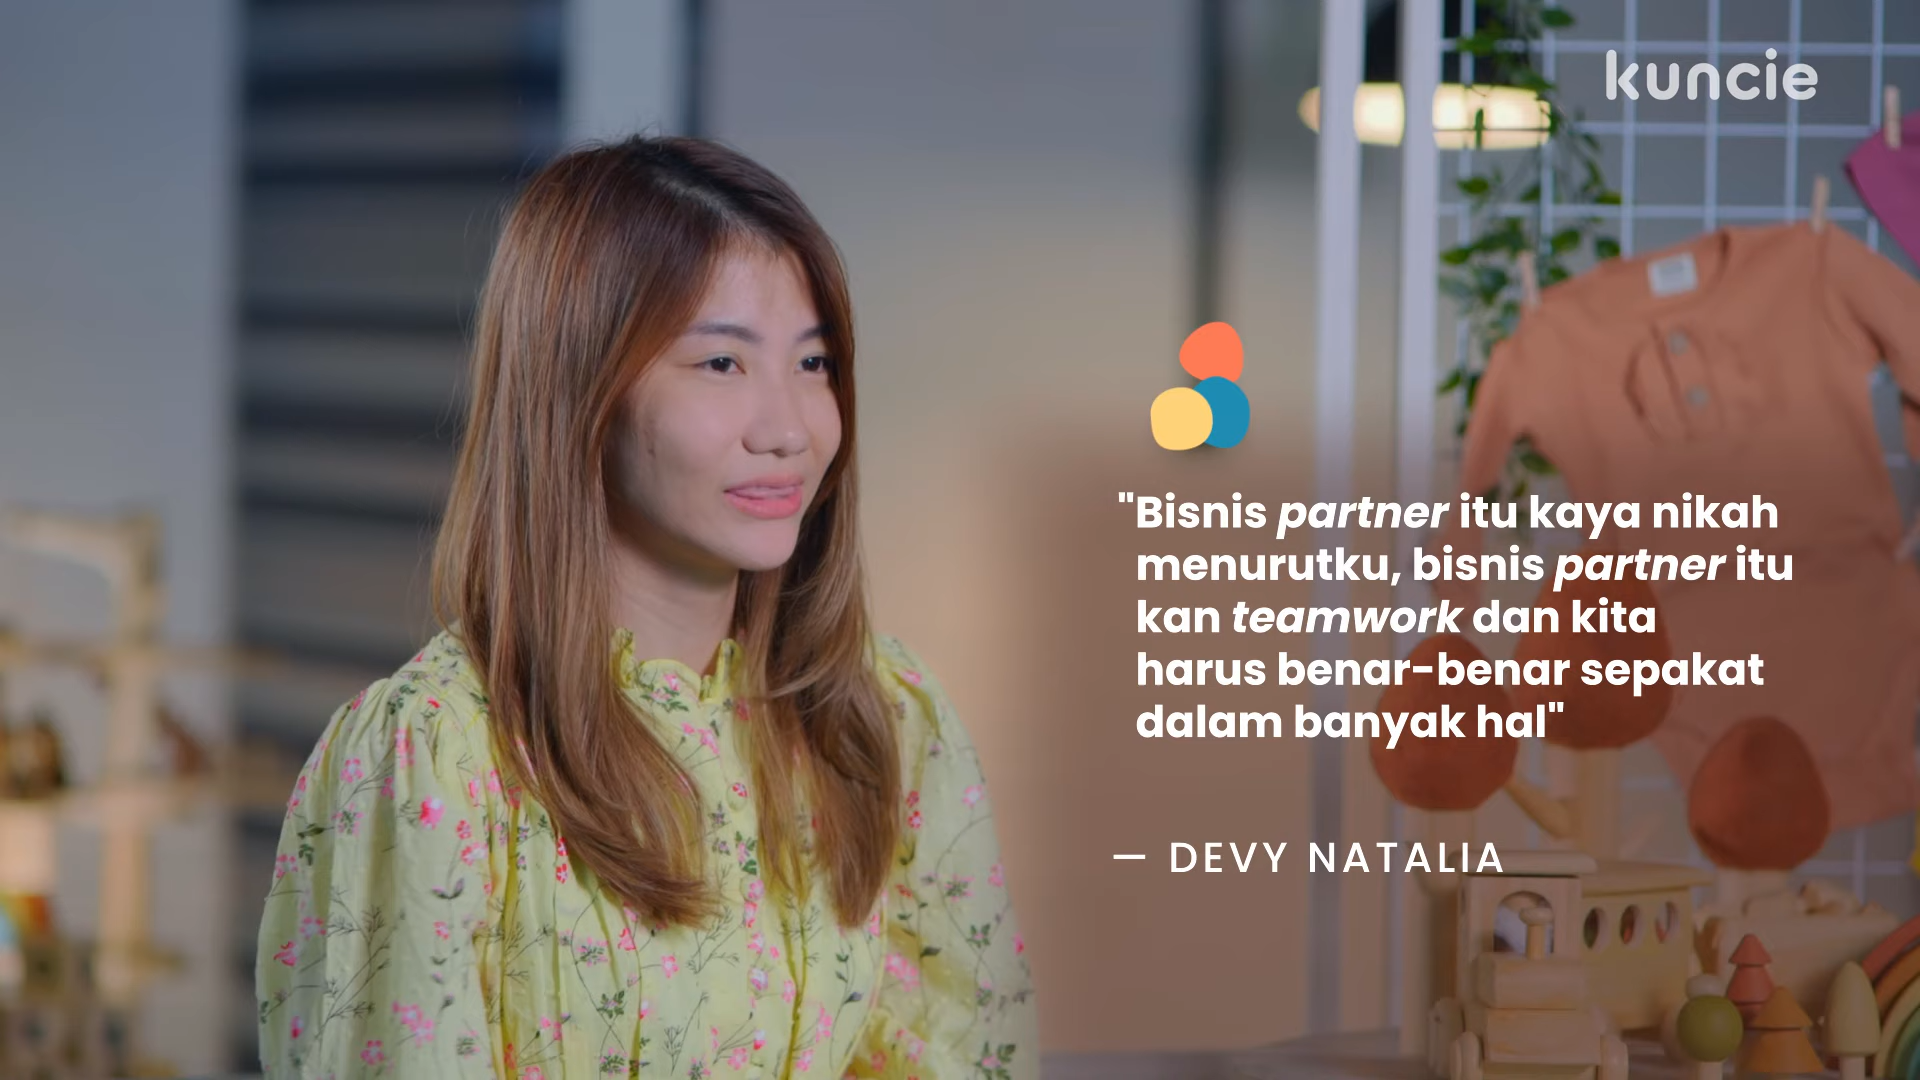 kuncie
"Bisnis partner itu kaya nikah
menurutku, bisnis partner itu
kan teamwork dan kita
harus benar-benar sepakat
dalam banyak hal"
— DEVY NATALIA